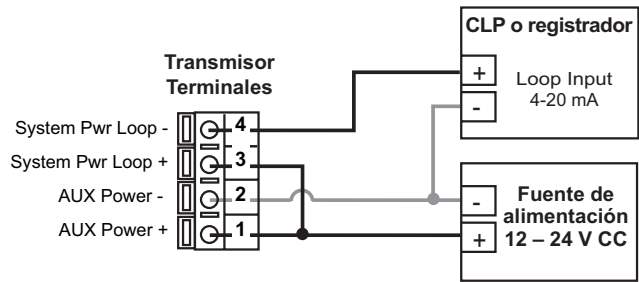 CLP o registrador
+
Loop Input
4-20 mA
-
Transmisor
Terminales
System Pwr Loop -
4
System Pwr Loop +
3
AUX Power -
2
AUX Power +
1
-
Fuente de
alimentación
12 – 24 V CC
+